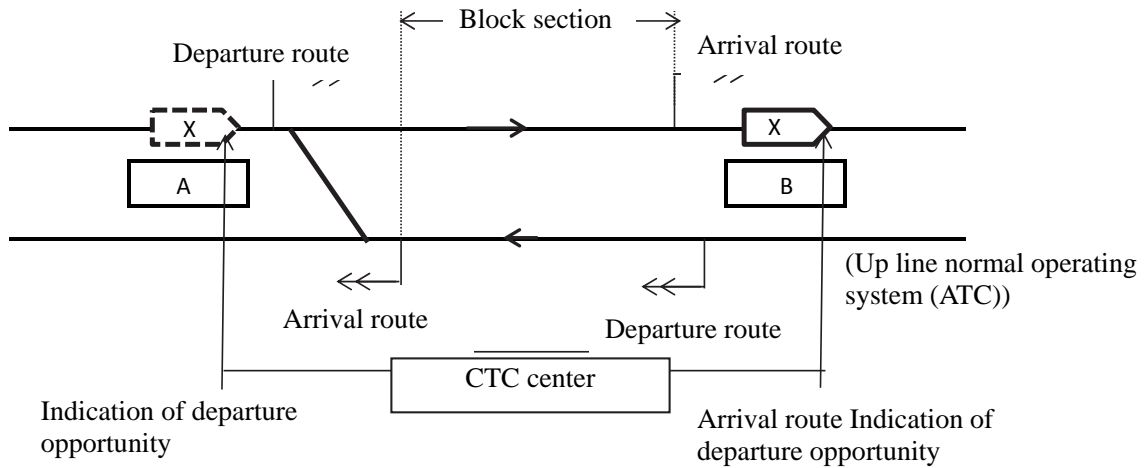 Block section
Departure route
Arrival route
X
X
A
B
(Up line normal operating
system (ATC))
Arrival route
Departure route
CTC center
Indication of departure
opportunity
Arrival route Indication of
departure opportunity